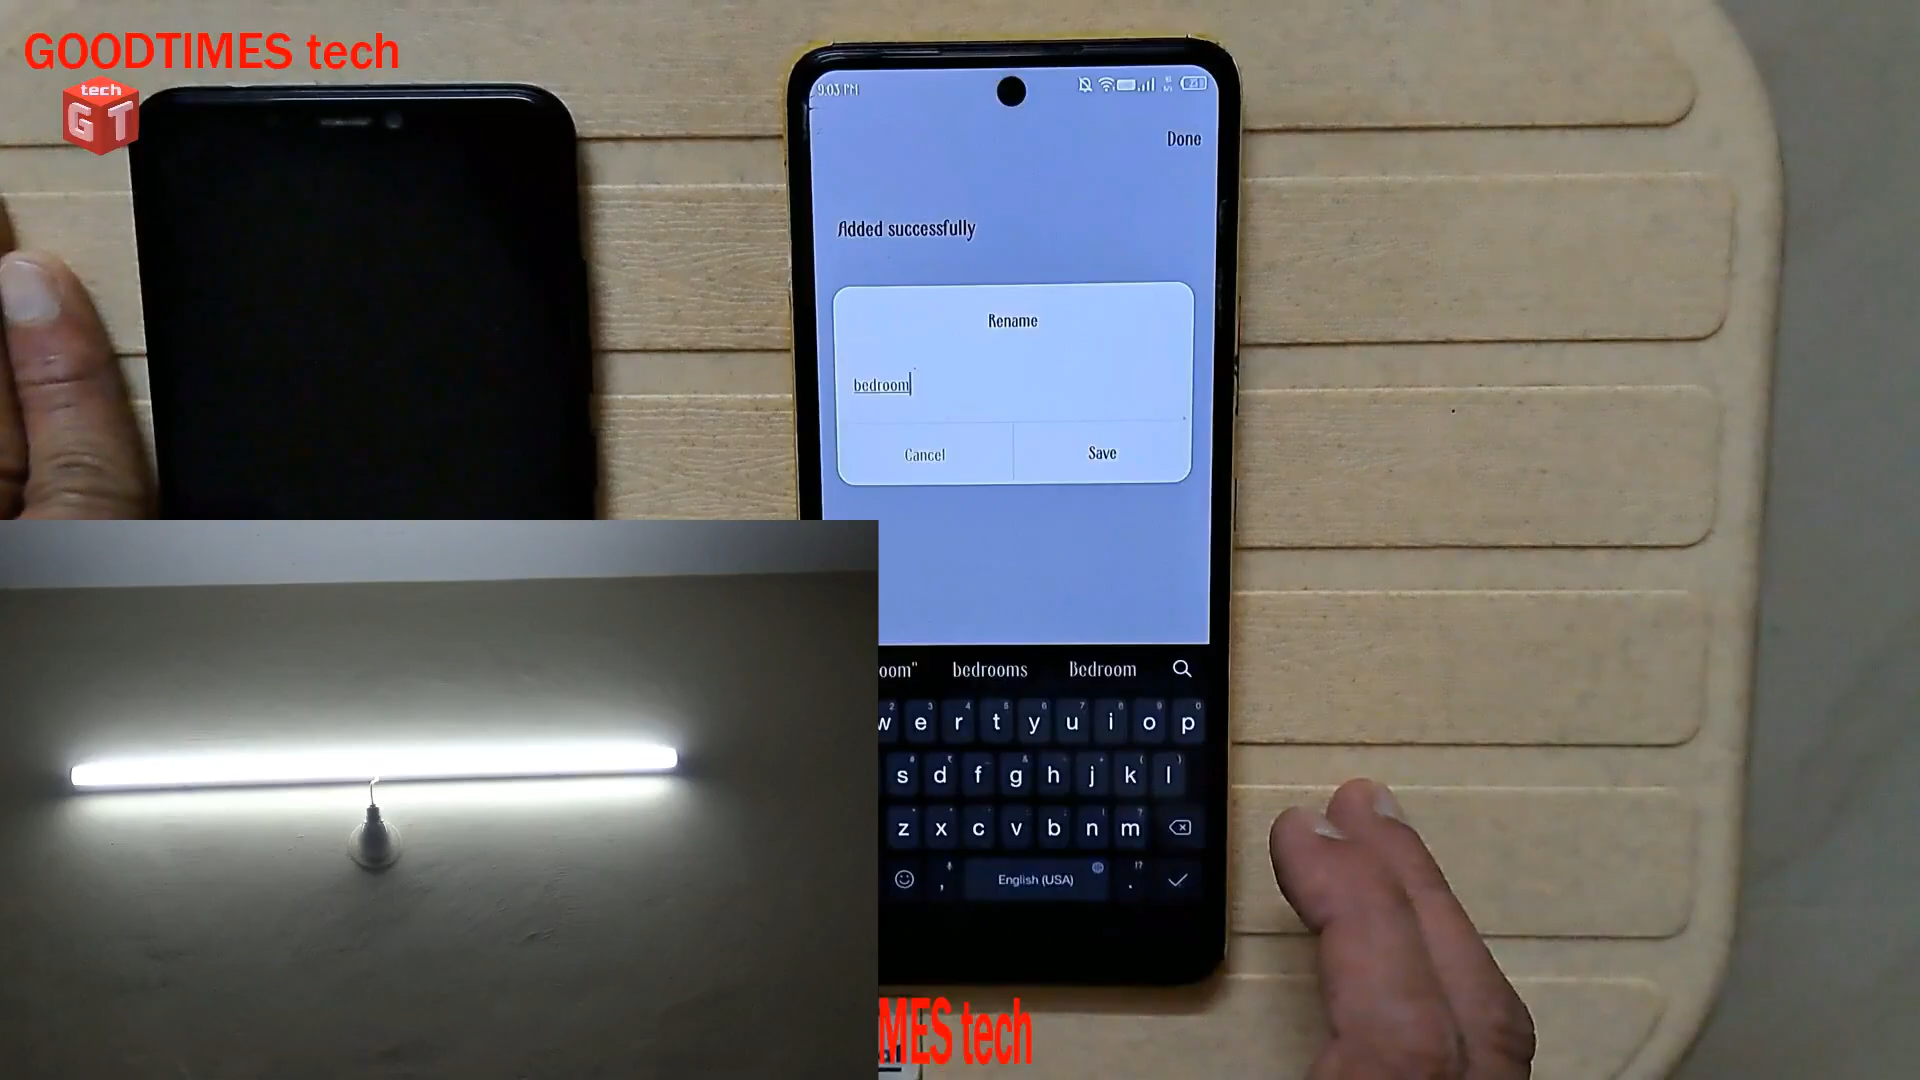 GOODTIMES tech
tech
GT
9:03 PM
Done
Added successfully
Rename
bedroom
Cancel
Save
oom" bedrooms Bedroom
w e r t y u i o p
s d f g h j k l
z x c v b n m
, English (USA) .
MES tech